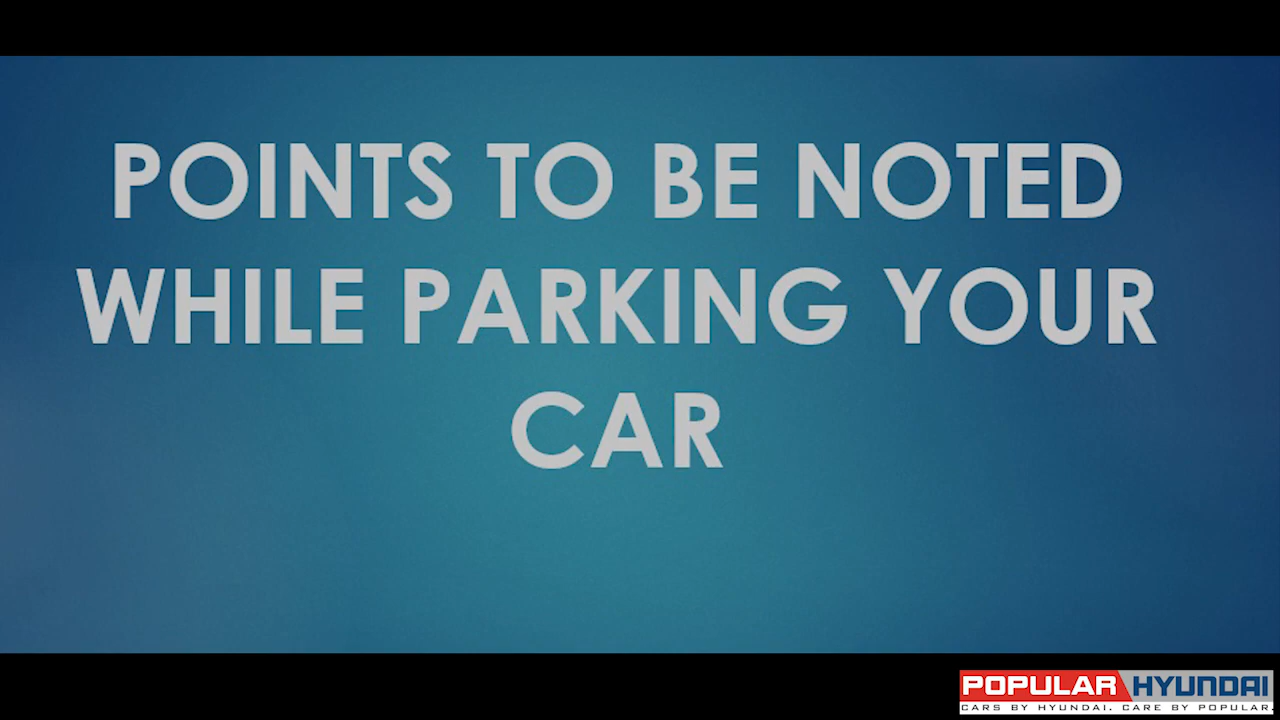 POINTS TO BE NOTED
WHILE PARKING YOUR
CAR
POPULAR HYUNDAI
CARS BY HYUNDAI. CARE BY POPULAR.